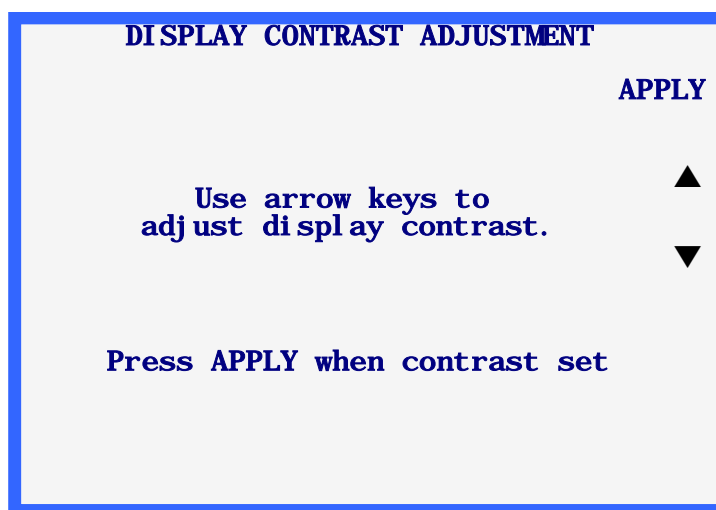 DISPLAY CONTRAST ADJUSTMENT
APPLY
Use arrow keys to
adjust display contrast.
Press APPLY when contrast set